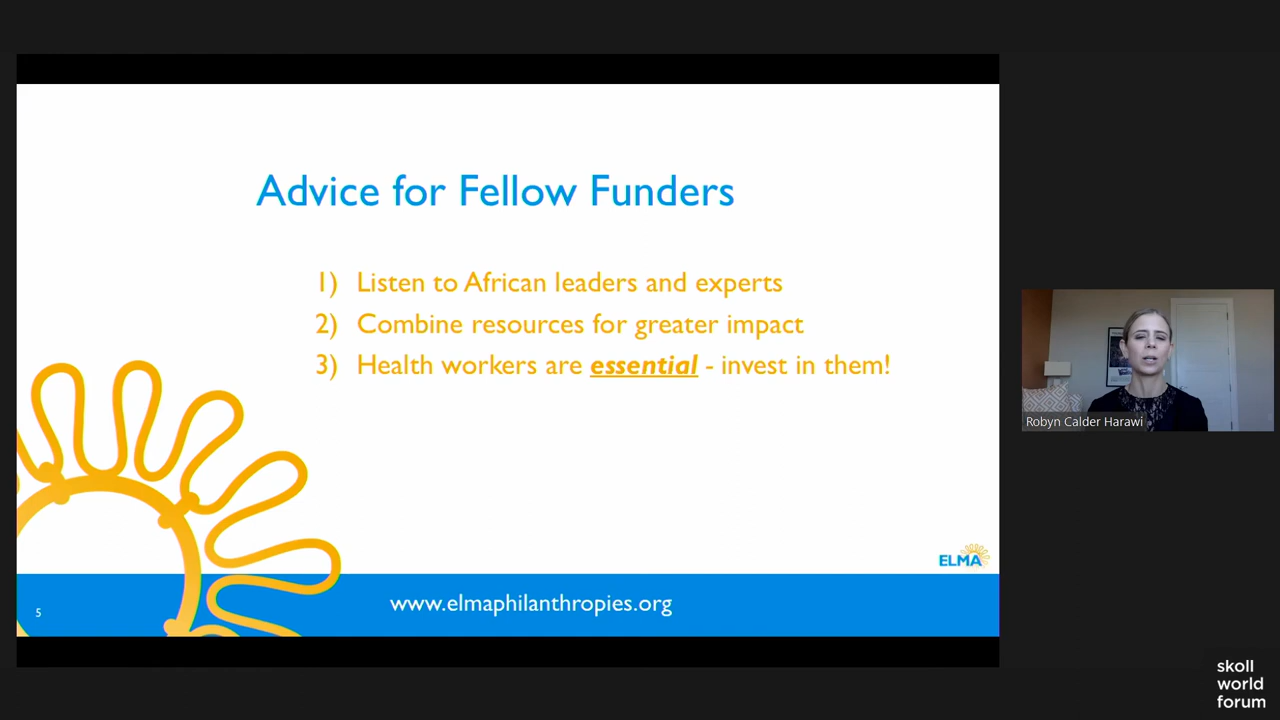 Advice for Fellow Funders
1) Listen to African leaders and experts
2) Combine resources for greater impact
3) Health workers are essential - invest in them!
Robyn Calder Harawi
ELMA
5
www.elmaphilanthropies.org
skoll
world
forum